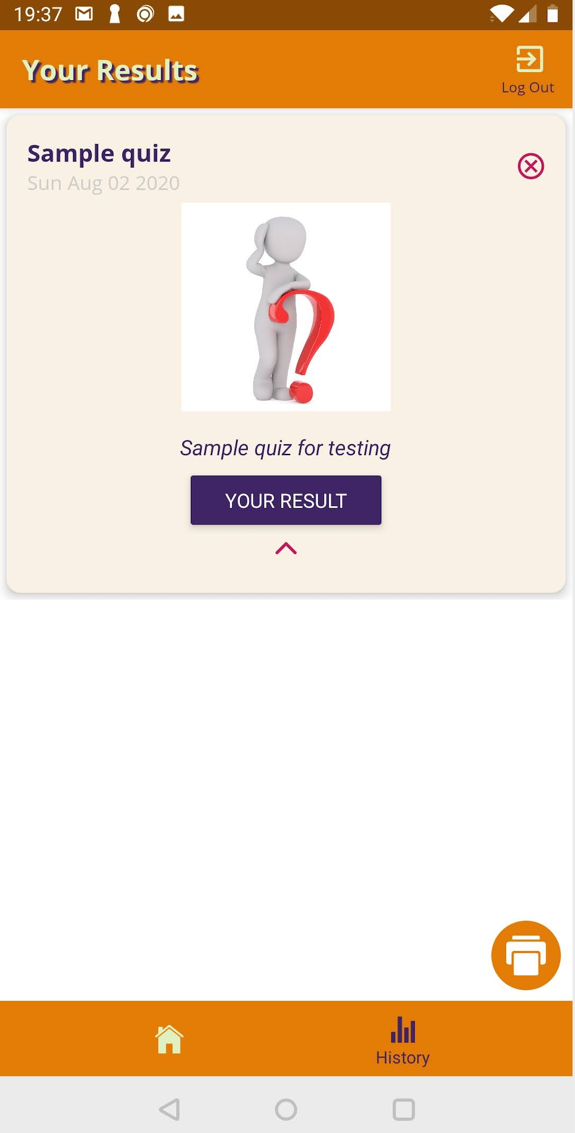 19:37
Your Results
Log Out
Sample quiz
Sun Aug 02 2020
Sample quiz for testing
YOUR RESULT
History